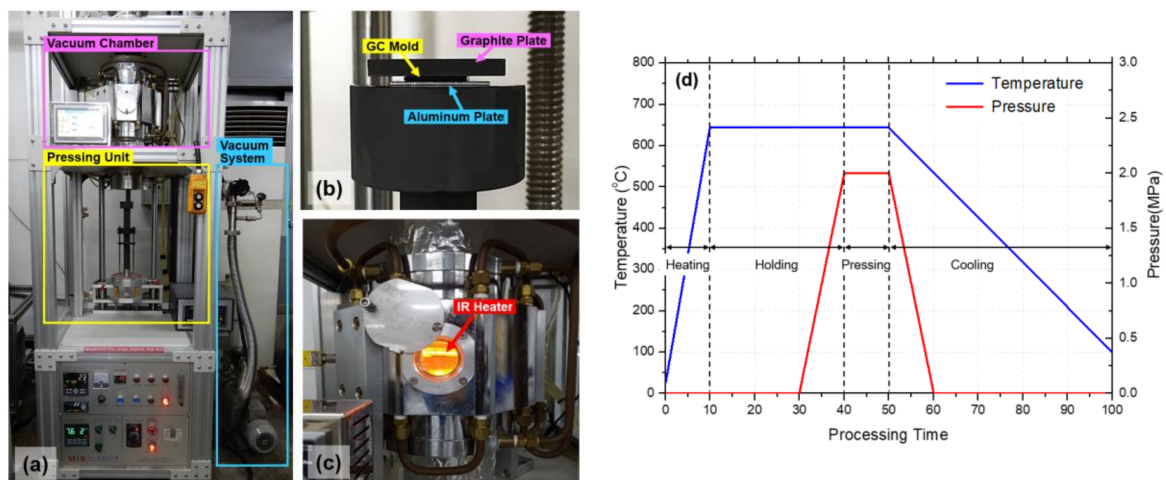 Vacuum Chamber
Pressing Unit
Vacuum
System
(a)
GC Mold
Graphite Plate
Aluminum Plate
(b)
IR Heater
(c)
(d)
Temperature
Pressure
800
700
600
500
400
300
200
100
0
Temperature (°C)
3.0
2.5
2.0
1.5
1.0
0.5
0.0
Pressure(MPa)
Heating
Holding
Pressing
Cooling
0
10
20
30
40
50
60
70
80
90
100
Processing Time